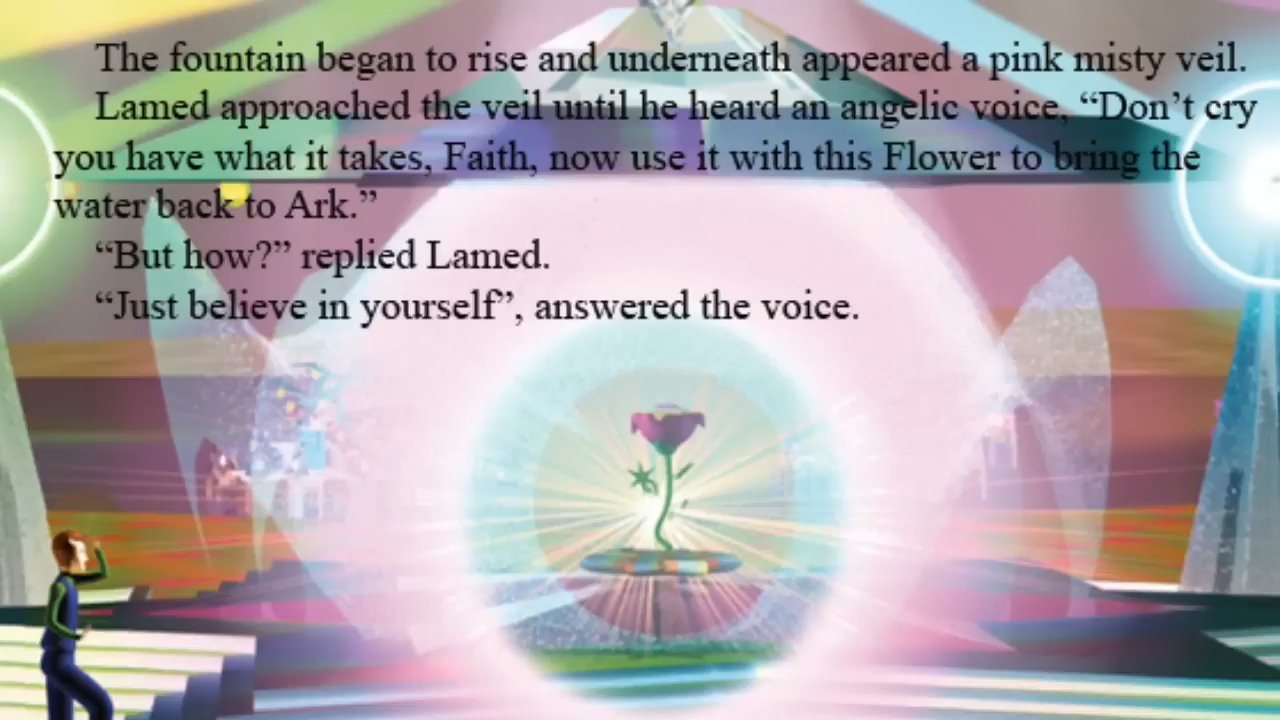 The fountain began to rise and underneath appeared a pink misty veil.
Lamed approached the veil until he heard an angelic voice, “Don’t cry
you have what it takes, Faith, now use it with this Flower to bring the
water back to Ark.”
“But how?” replied Lamed.
“Just believe in yourself”, answered the voice.